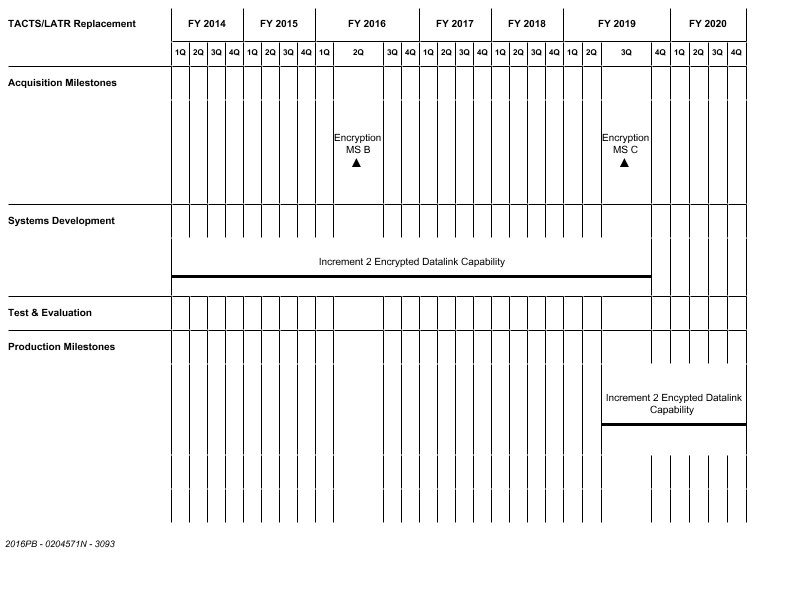 TACTS/LATR Replacement FY 2014 FY 2015 FY 2016 FY 2017 FY 2018 FY 2019 FY 2020
1Q 2Q 3Q 4Q 1Q 2Q 3Q 4Q 1Q 2Q 3Q 4Q 1Q 2Q 3Q 4Q 1Q 2Q 3Q 4Q 1Q 2Q 3Q 4Q 1Q 2Q 3Q 4Q
Acquisition Milestones
Encryption Encryption
MS B MS C
Systems Development
Increment 2 Encrypted Datalink Capability
Test & Evaluation
Production Milestones
Increment 2 Encypted Datalink
Capability
2016PB - 0204571N - 3093